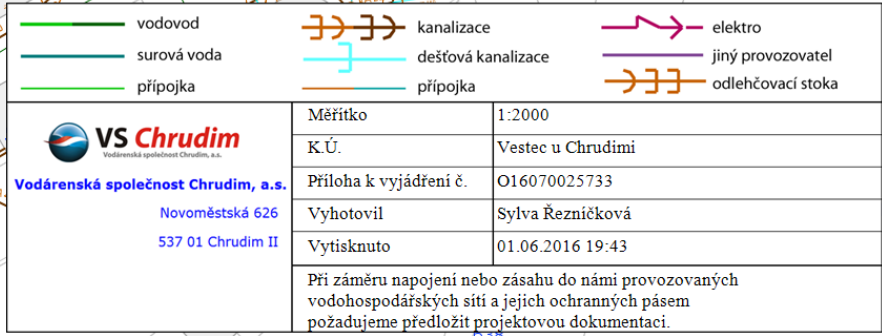 vodovod
surová voda
přípojka
kanalizace
dešťová kanalizace
přípojka
elektro
jiný provozovatel
odlehčovací stoka
VS Chrudim
Vodárenská společnost Chrudim, a.s.
Vodárenská společnost Chrudim, a.s.
Novoměstská 626
537 01 Chrudim II
Měřítko 1:2000
K.Ú. Vestec u Chrudimi
Příloha k vyjádření č. O16070025733
Vyhotovil Sylva Řezníčková
Vytisknuto 01.06.2016 19:43
Při záměru napojení nebo zásahu do námi provozovaných
vodohospodářských sítí a jejich ochranných pásem
požadujeme předložit projektovou dokumentaci.